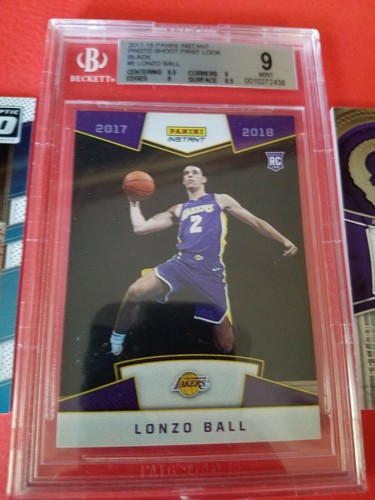 2017-18 PANINI INSTANT
PHOTO SHOOT FIRST LOOK
BLACK
#5 LONZO BALL
CENTERING 9.5 CORNERS 9
EDGES 9 SURFACE 9.5
BECKETT
9
MINT
0010272436
2017 PANINI 2018
INSTANT
RC
LAKERS
2
LAKERS
LONZO BALL